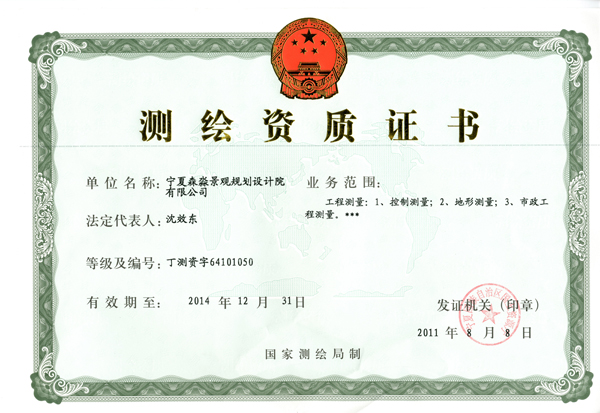 测绘资质证书
单位名称：宁夏森淼景观规划设计院
有限公司
法定代表人：沈效东
等级及编号：丁测资字64101050
有效期至：2014 年 12 月 31日
业务范围：
工程测量：1、控制测量；2、地形测量；3、市政工
程测量。***
发证机关（印章）
2011 年 8 月 8 日
国家测绘局制